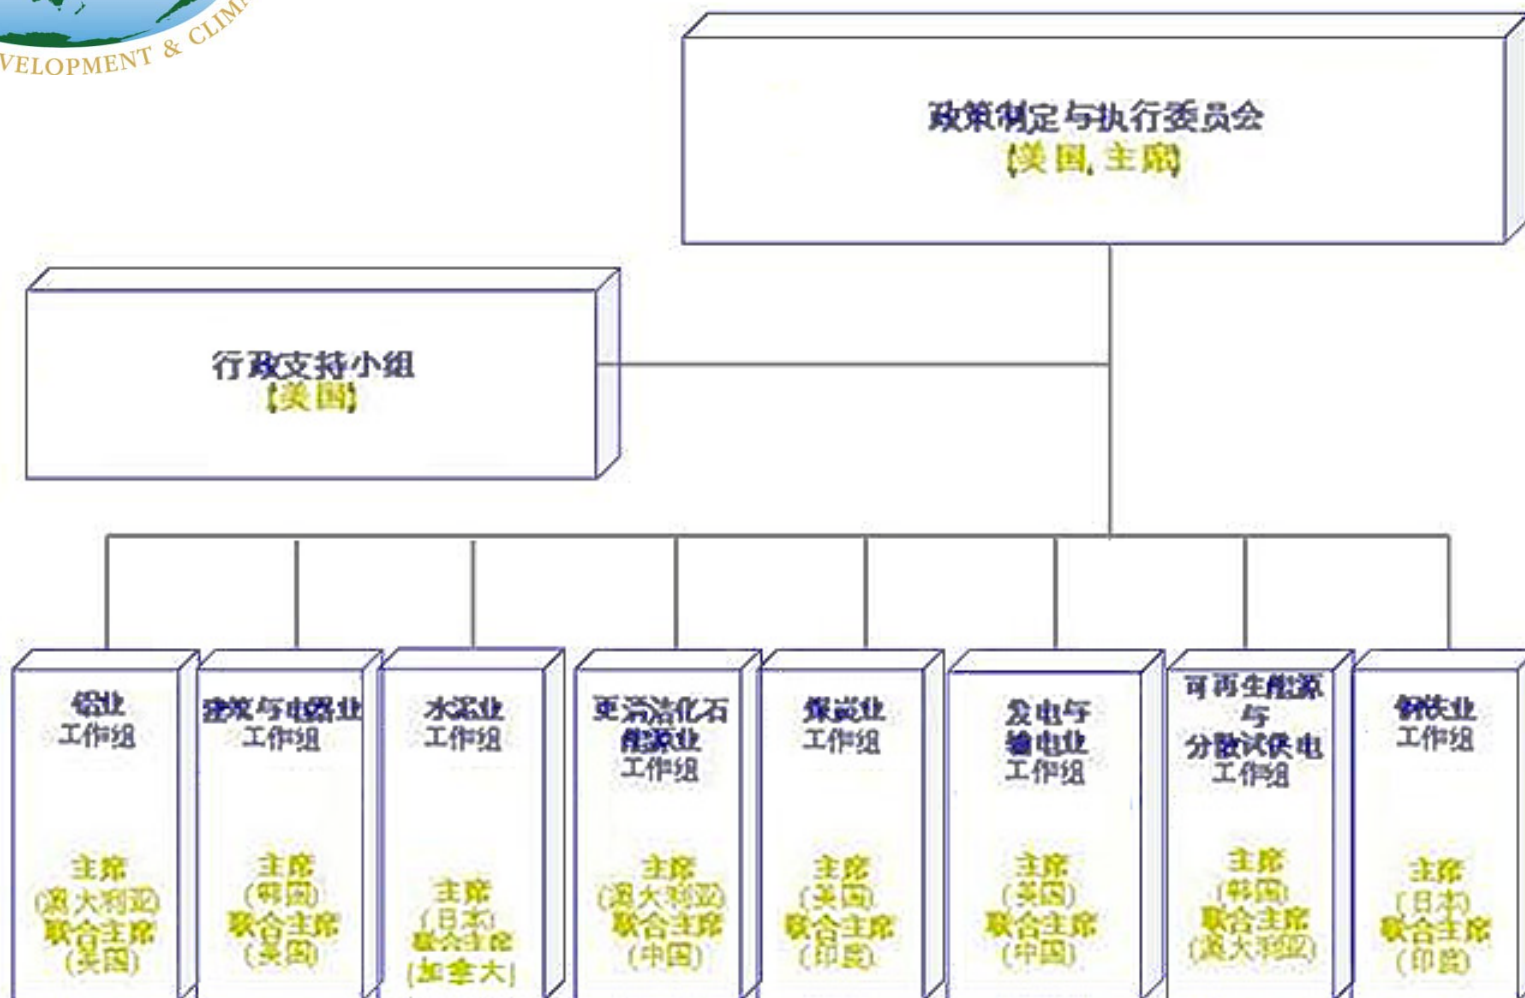 VELOPMENT & CLIMA
政策制定与执行委员会
(美国, 主席)
行政支持小组
(美国)
铝业
工作组
主席
(澳大利亚)
联合主席
(美国)
建筑与电器业
工作组
主席
(韩国)
联合主席
(美国)
水泥业
工作组
主席
(日本)
联合主席
(加拿大)
更清洁化石
能源业
工作组
主席
(澳大利亚)
联合主席
(中国)
煤炭业
工作组
主席
(美国)
联合主席
(印度)
发电与
输电业
工作组
主席
(美国)
联合主席
(中国)
可再生能源
与
分散试供电
工作组
主席
(韩国)
联合主席
(澳大利亚)
钢铁业
工作组
主席
(日本)
联合主席
(印度)